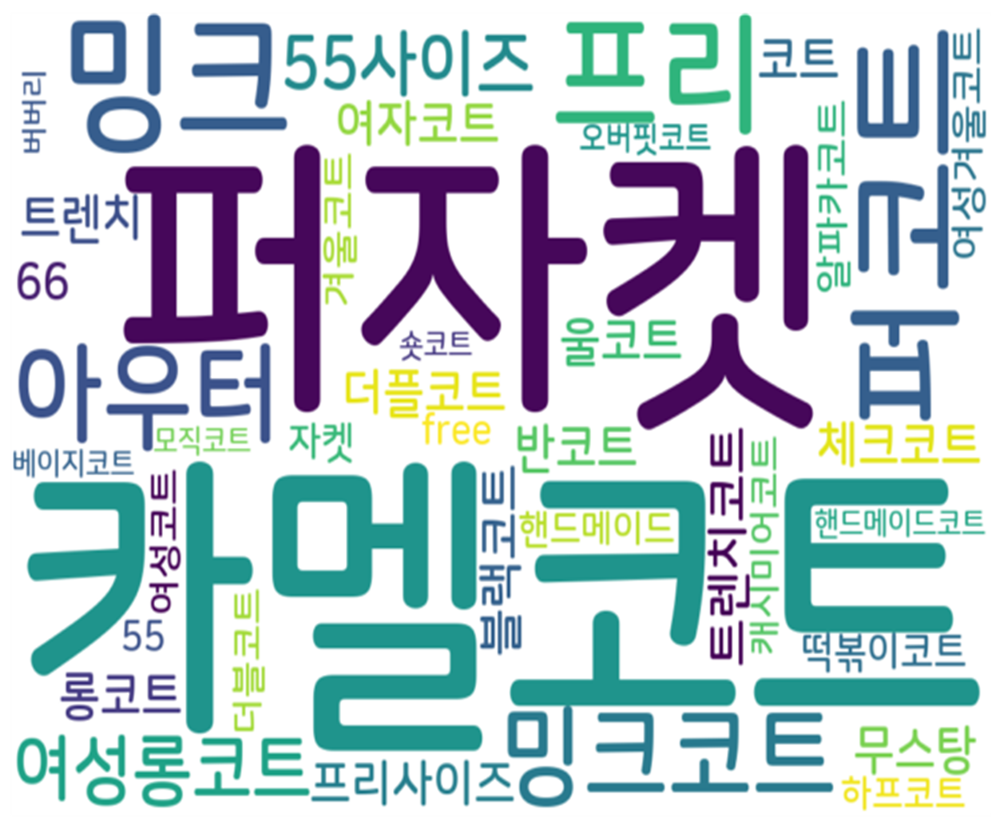 밍크
55사이즈
프리
코트
퍼코트
여성겨울코트
버버리
여자코트
오버핏코트
알파카코트
퍼자켓
겨울코트
트렌치
66
숏코트
울코트
아우터
더플코트
free
모직코트
자켓
반코트
체크코트
베이지코트
카멜코트
여성코트
블랙코트
핸드메이드
트렌치코트
캐시미어코트
핸드메이드코트
55
더블코트
떡볶이코트
롱코트
여성롱코트
프리사이즈
밍크코트
무스탕
하프코트